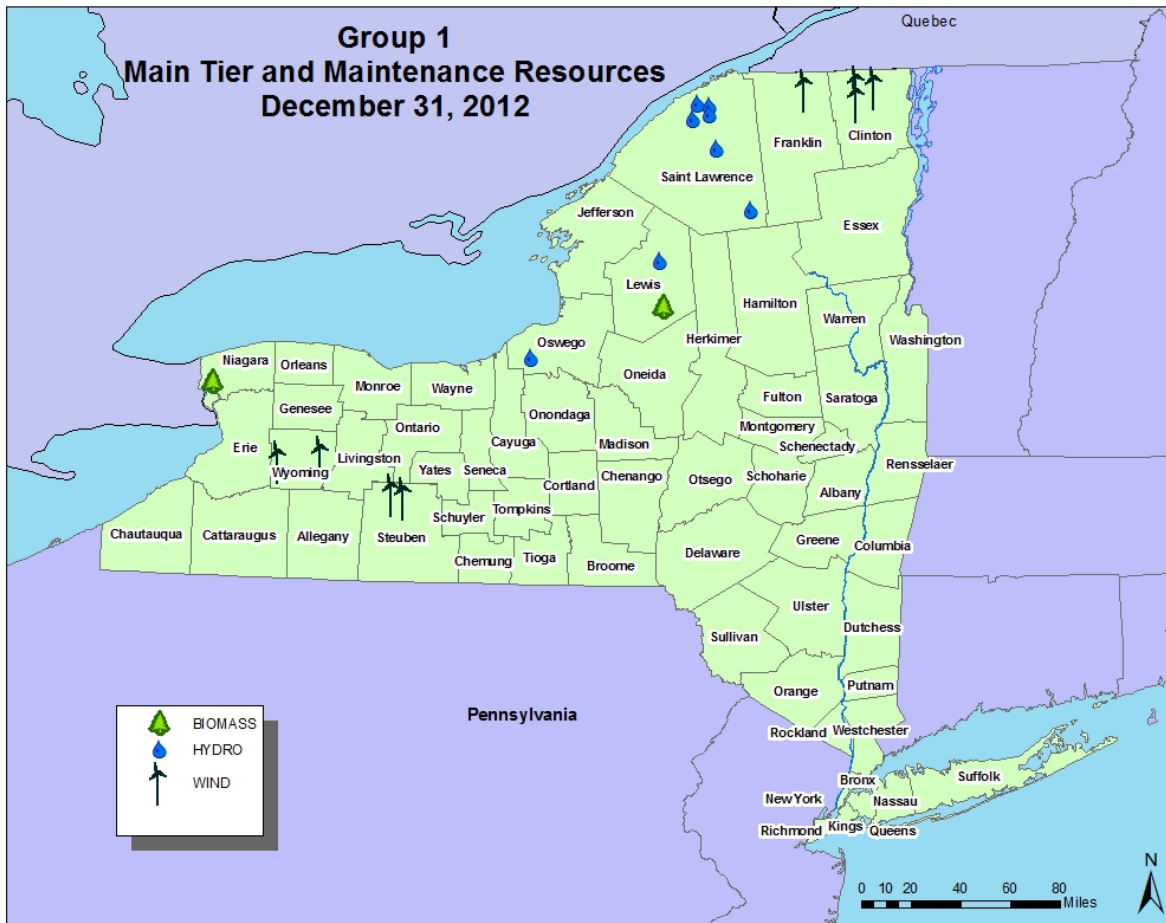 Quebec
Group 1
Main Tier and Maintenance Resources
December 31, 2012
Franklin
Clinton
Saint Lawrence
Jefferson
Essex
Lewis
Hamilton
Warren
Herkimer
Washington
Oswego
Niagara
Orleans
Oneida
Monroe
Wayne
Fulton
Saratoga
Genesee
Onondaga
Montgomery
Ontario
Cayuga
Madison
Schenectady
Erie
Livingston
Rensselaer
Wyoming
Yates
Seneca
Chenango
Otsego
Schoharie
Cortland
Albany
Tompkins
Schuyler
Chautauqua
Cattaraugus
Allegany
Steuben
Greene
Columbia
Delaware
Chemung
Tioga
Broome
Ulster
Dutchess
Sullivan
Putnam
Orange
Pennsylvania
Rockland
Westchester
BIOMASS
HYDRO
WIND
Bronx
Suffolk
New York
Nassau
Richmond
Kings
Queens
N
0 10 20 40 60 80
Miles